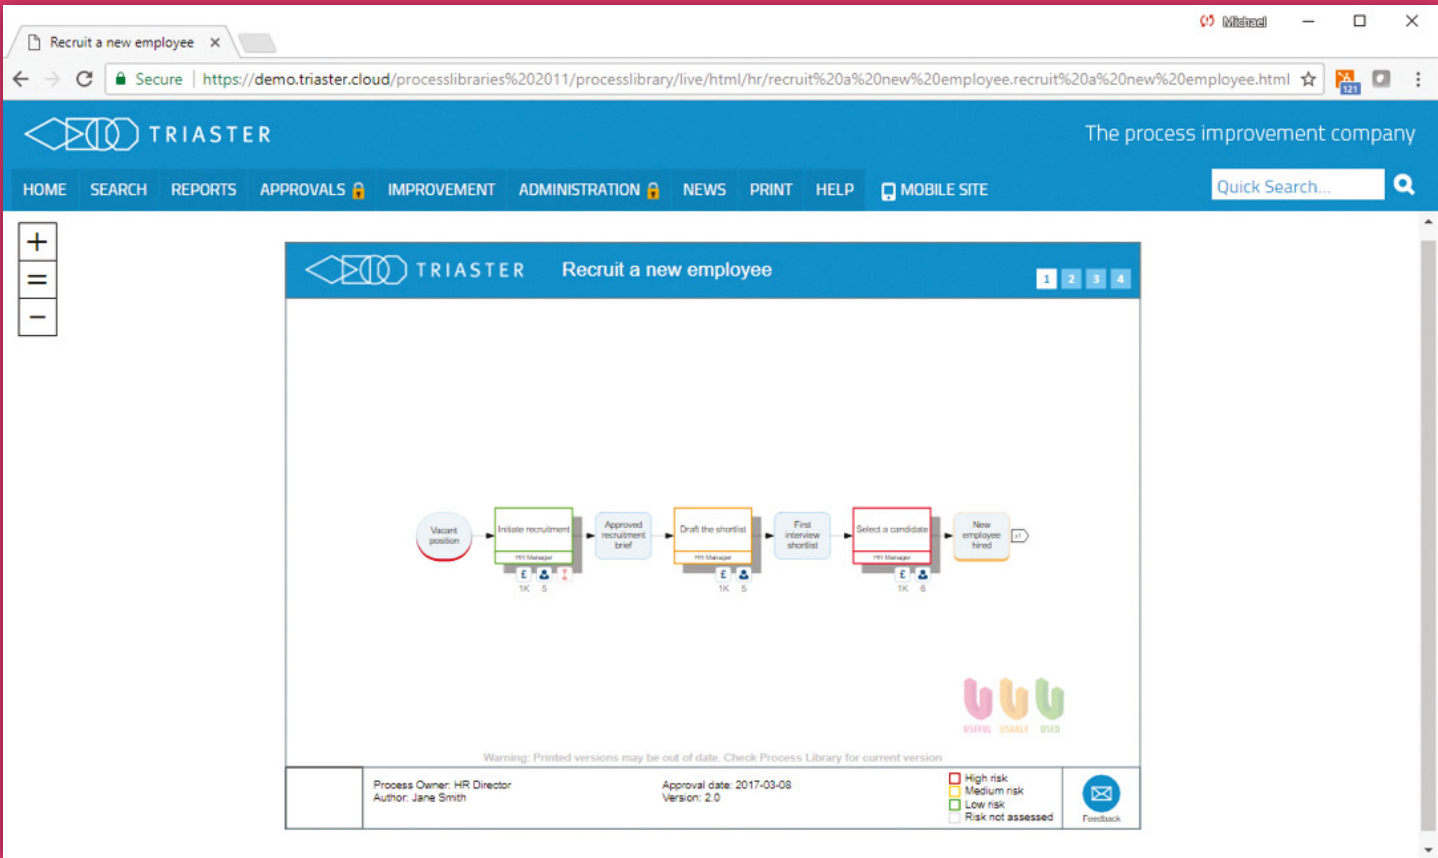 Michael
Recruit a new employee
Secure | https://demo.triaster.cloud/processlibraries%202011/processlibrary/live/html/hr/recruit%20a%20new%20employee.recruit%20a%20new%20employee.html
121
TRIASTER
The process improvement company
HOME SEARCH REPORTS APPROVALS IMPROVEMENT ADMINISTRATION NEWS PRINT HELP MOBILE SITE
Quick Search...
+
=
−
TRIASTER Recruit a new employee
1 2 3 4
Vacant
position
Initiate recruitment
HR Manager
£
1K 5
Approved
recruitment
brief
Draft the shortlist
HR Manager
£
1K 5
First
interview
shortlist
Select a candidate
HR Manager
£
1K 6
New
employee
hired
USEFUL USABLE USED
Warning: Printed versions may be out of date. Check Process Library for current version
Process Owner: HR Director
Author: Jane Smith
Approval date: 2017-03-08
Version: 2.0
High risk
Medium risk
Low risk
Risk not assessed
Feedback